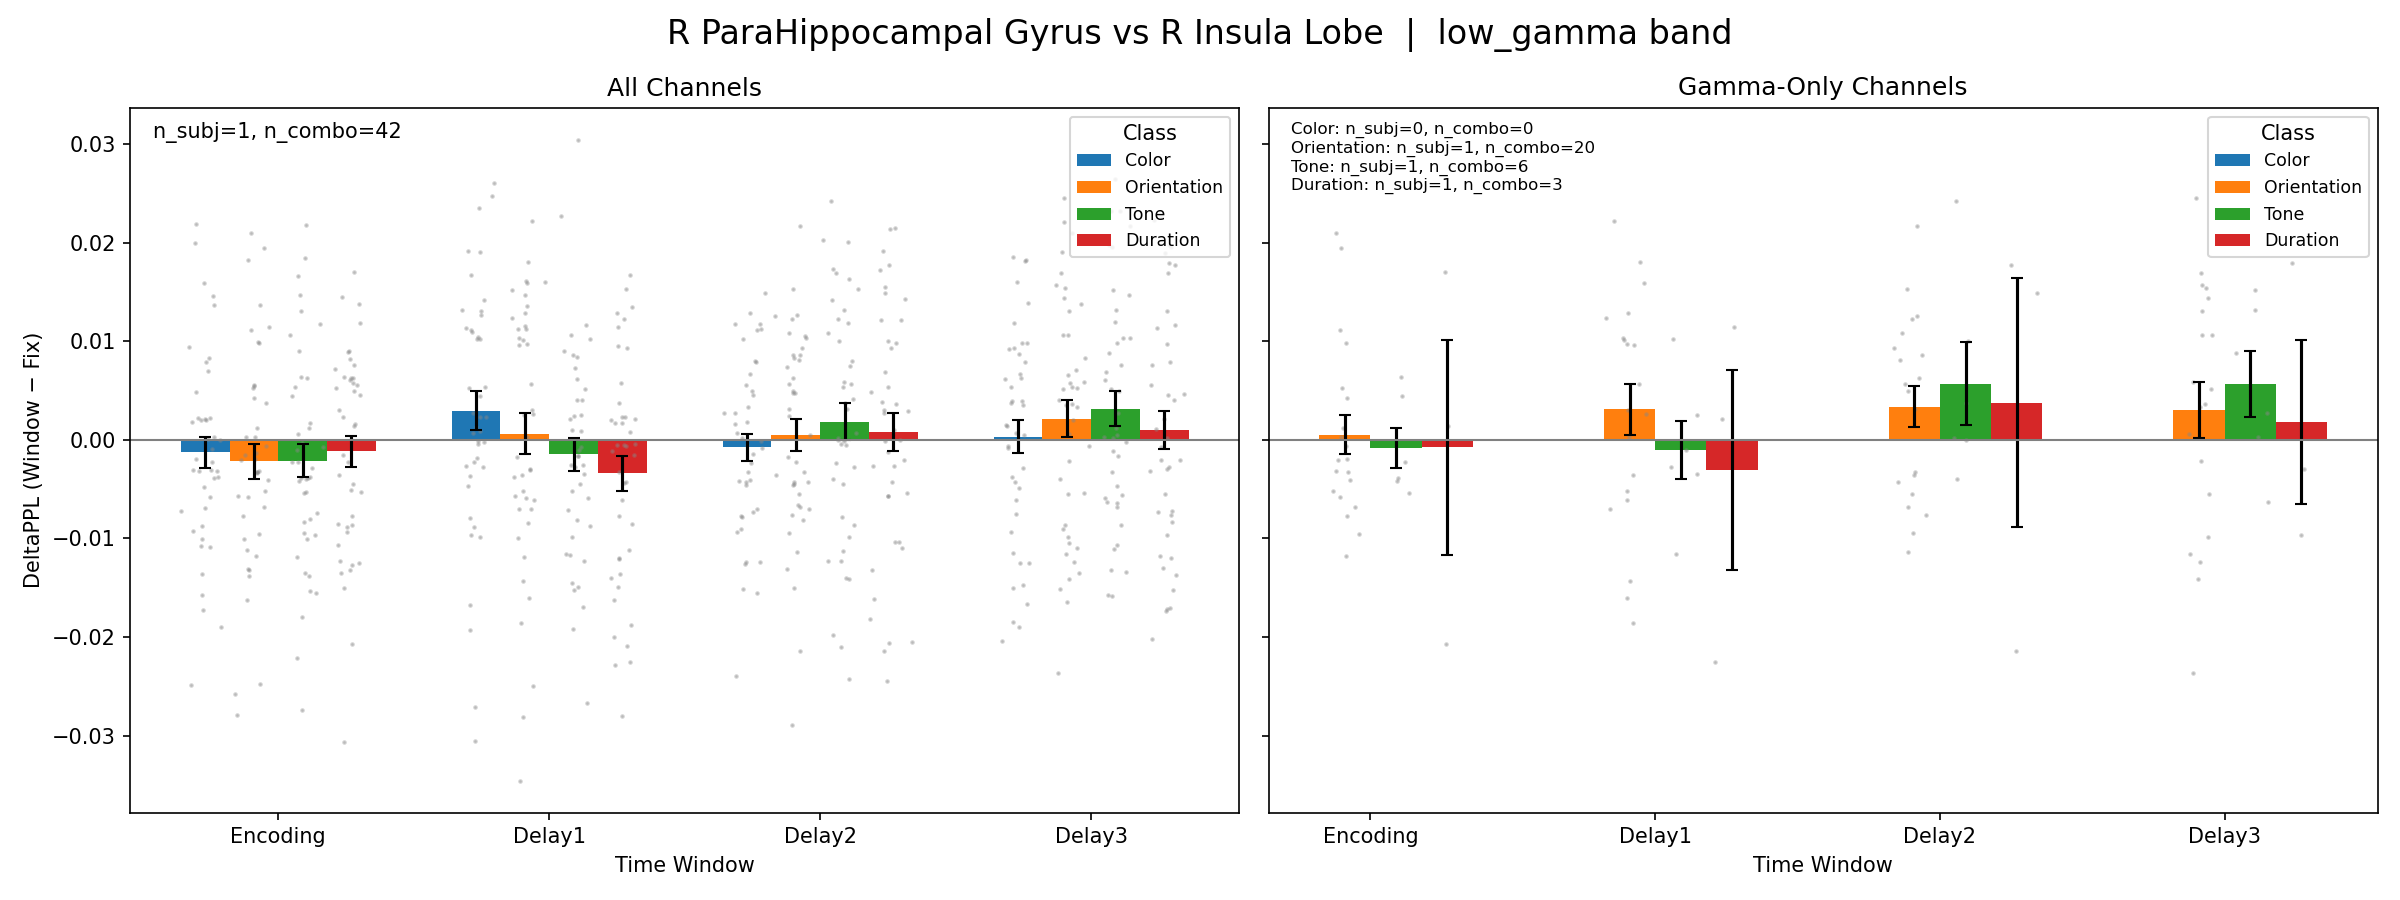 R ParaHippocampal Gyrus vs R Insula Lobe | low_gamma band
All Channels
n_subj=1, n_combo=42
Class
Color
Orientation
Tone
Duration
0.03
0.02
0.01
0.00
−0.01
−0.02
−0.03
DeltaPPL (Window − Fix)
Encoding
Delay1
Delay2
Delay3
Time Window
Gamma-Only Channels
Color: n_subj=0, n_combo=0
Orientation: n_subj=1, n_combo=20
Tone: n_subj=1, n_combo=6
Duration: n_subj=1, n_combo=3
Class
Color
Orientation
Tone
Duration
Encoding
Delay1
Delay2
Delay3
Time Window